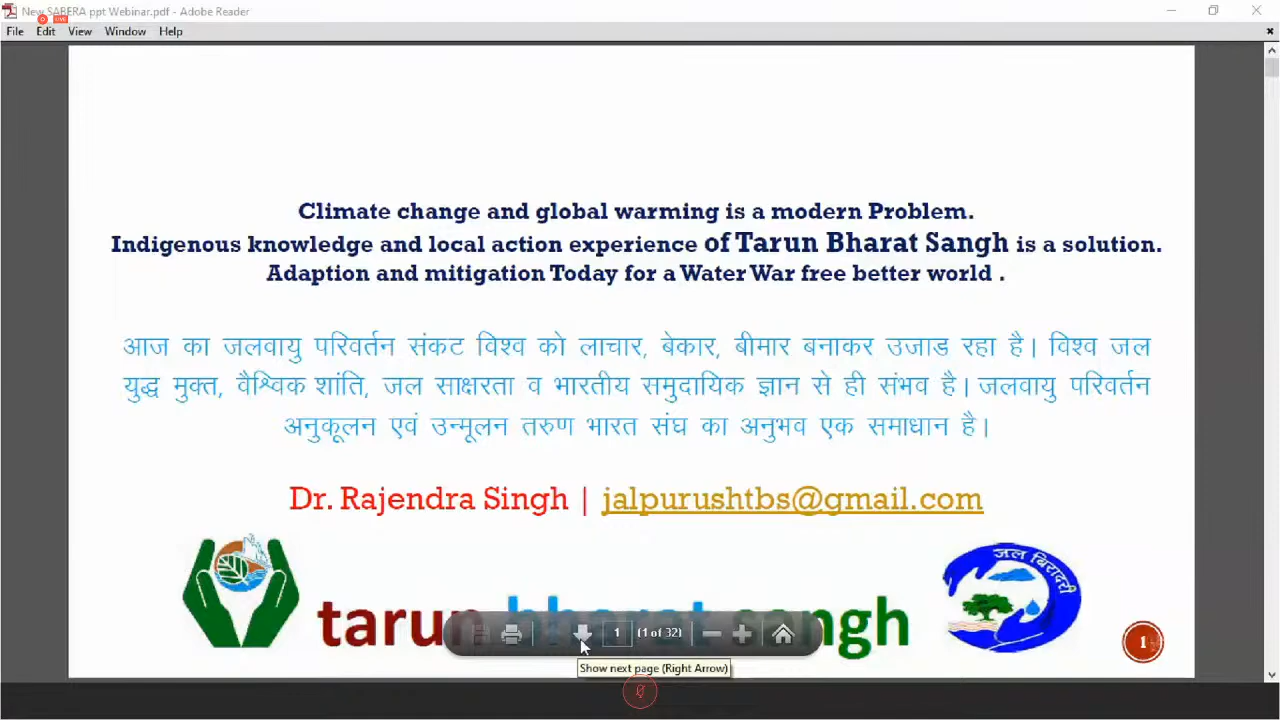 New SABERA ppt Webinar.pdf - Adobe Reader
LIVE
File Edit View Window Help
Climate change and global warming is a modern Problem.
Indigenous knowledge and local action experience of Tarun Bharat Sangh is a solution.
Adaption and mitigation Today for a Water War free better world .
आज का जलवायु परिवर्तन संकट विश्व को लाचार, बेकार, बीमार बनाकर उजाड रहा है। विश्व जल
युद्ध मुक्त, वैश्विक शांति, जल साक्षरता व भारतीय समुदायिक ज्ञान से ही संभव है। जलवायु परिवर्तन
अनुकूलन एवं उन्मूलन तरुण भारत संघ का अनुभव एक समाधान है।
Dr. Rajendra Singh | jalpurushtbs@gmail.com
जल बिरादरी
tarun bharat sangh
1 (1 of 32)
1
Show next page (Right Arrow)